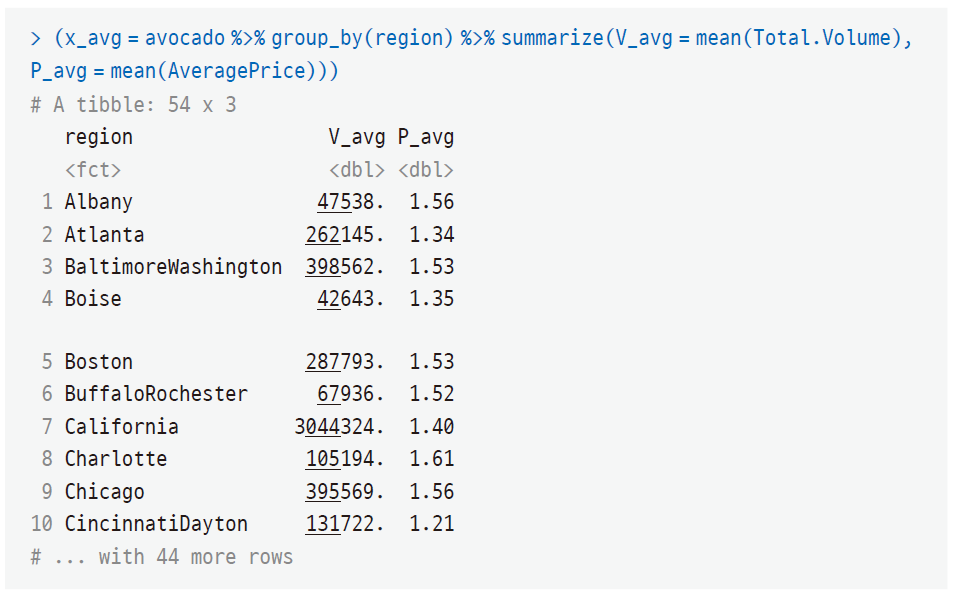 > (x_avg = avocado %>% group_by(region) %>% summarize(V_avg = mean(Total.Volume),
P_avg = mean(AveragePrice)))
# A tibble: 54 x 3
region V_avg P_avg
<fct> <dbl> <dbl>
1 Albany 47538. 1.56
2 Atlanta 262145. 1.34
3 BaltimoreWashington 398562. 1.53
4 Boise 42643. 1.35
5 Boston 287793. 1.53
6 BuffaloRochester 67936. 1.52
7 California 3044324. 1.40
8 Charlotte 105194. 1.61
9 Chicago 395569. 1.56
10 CincinnatiDayton 131722. 1.21
# ... with 44 more rows